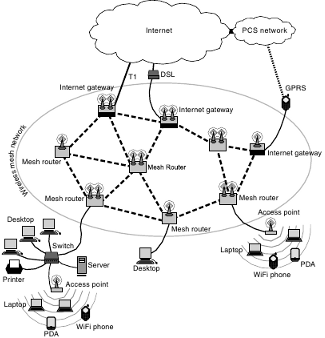 Internet
PCS network
T1
DSL
Internet gateway
GPRS
Internet gateway
Wireless mesh network
Internet gateway
Mesh router
Mesh Router
Mesh router
Mesh router
Access point
Desktop
Mesh router
Switch
Laptop
PDA
Server
Desktop
WiFi phone
Printer
Access point
Laptop
WiFi phone
PDA